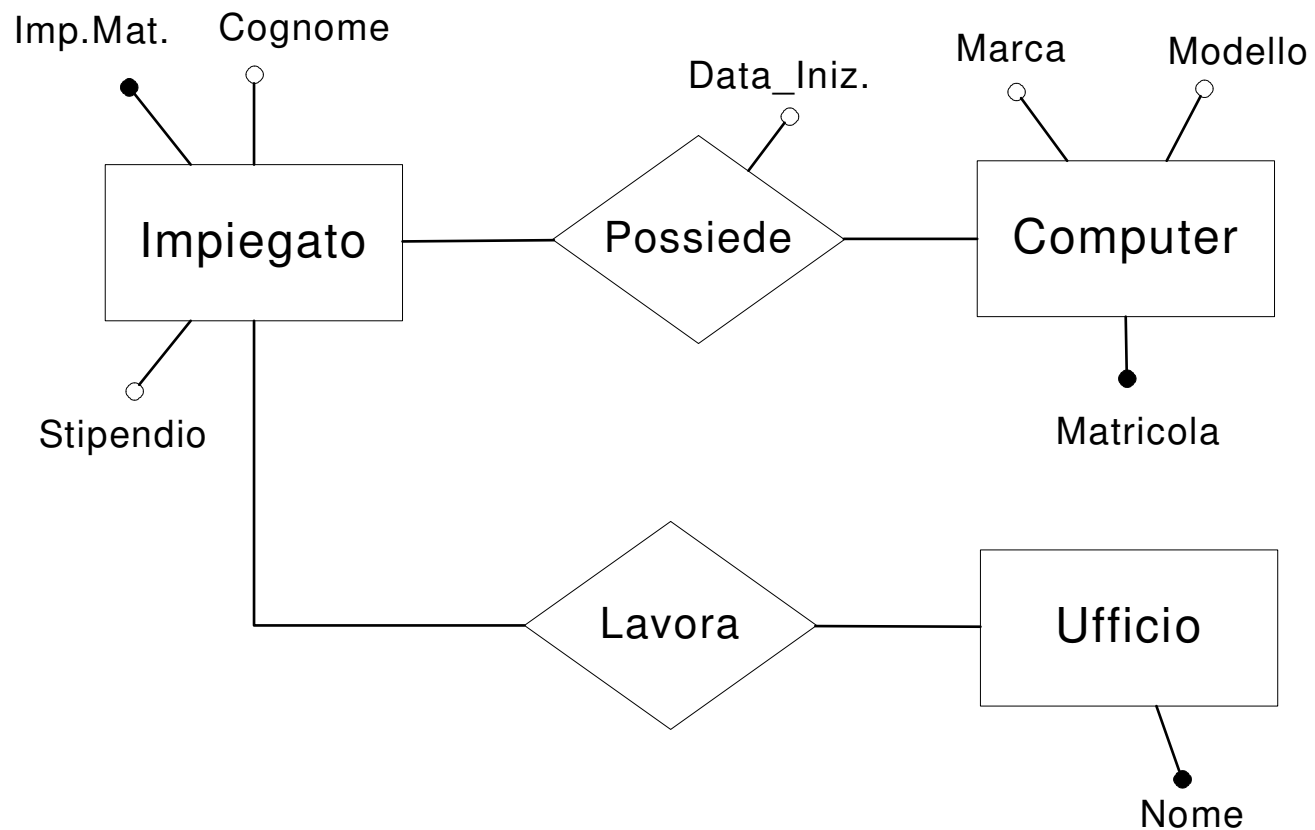 Imp.Mat.
Cognome
Data_Iniz.
Marca
Modello
Impiegato
Possiede
Computer
Stipendio
Matricola
Lavora
Ufficio
Nome